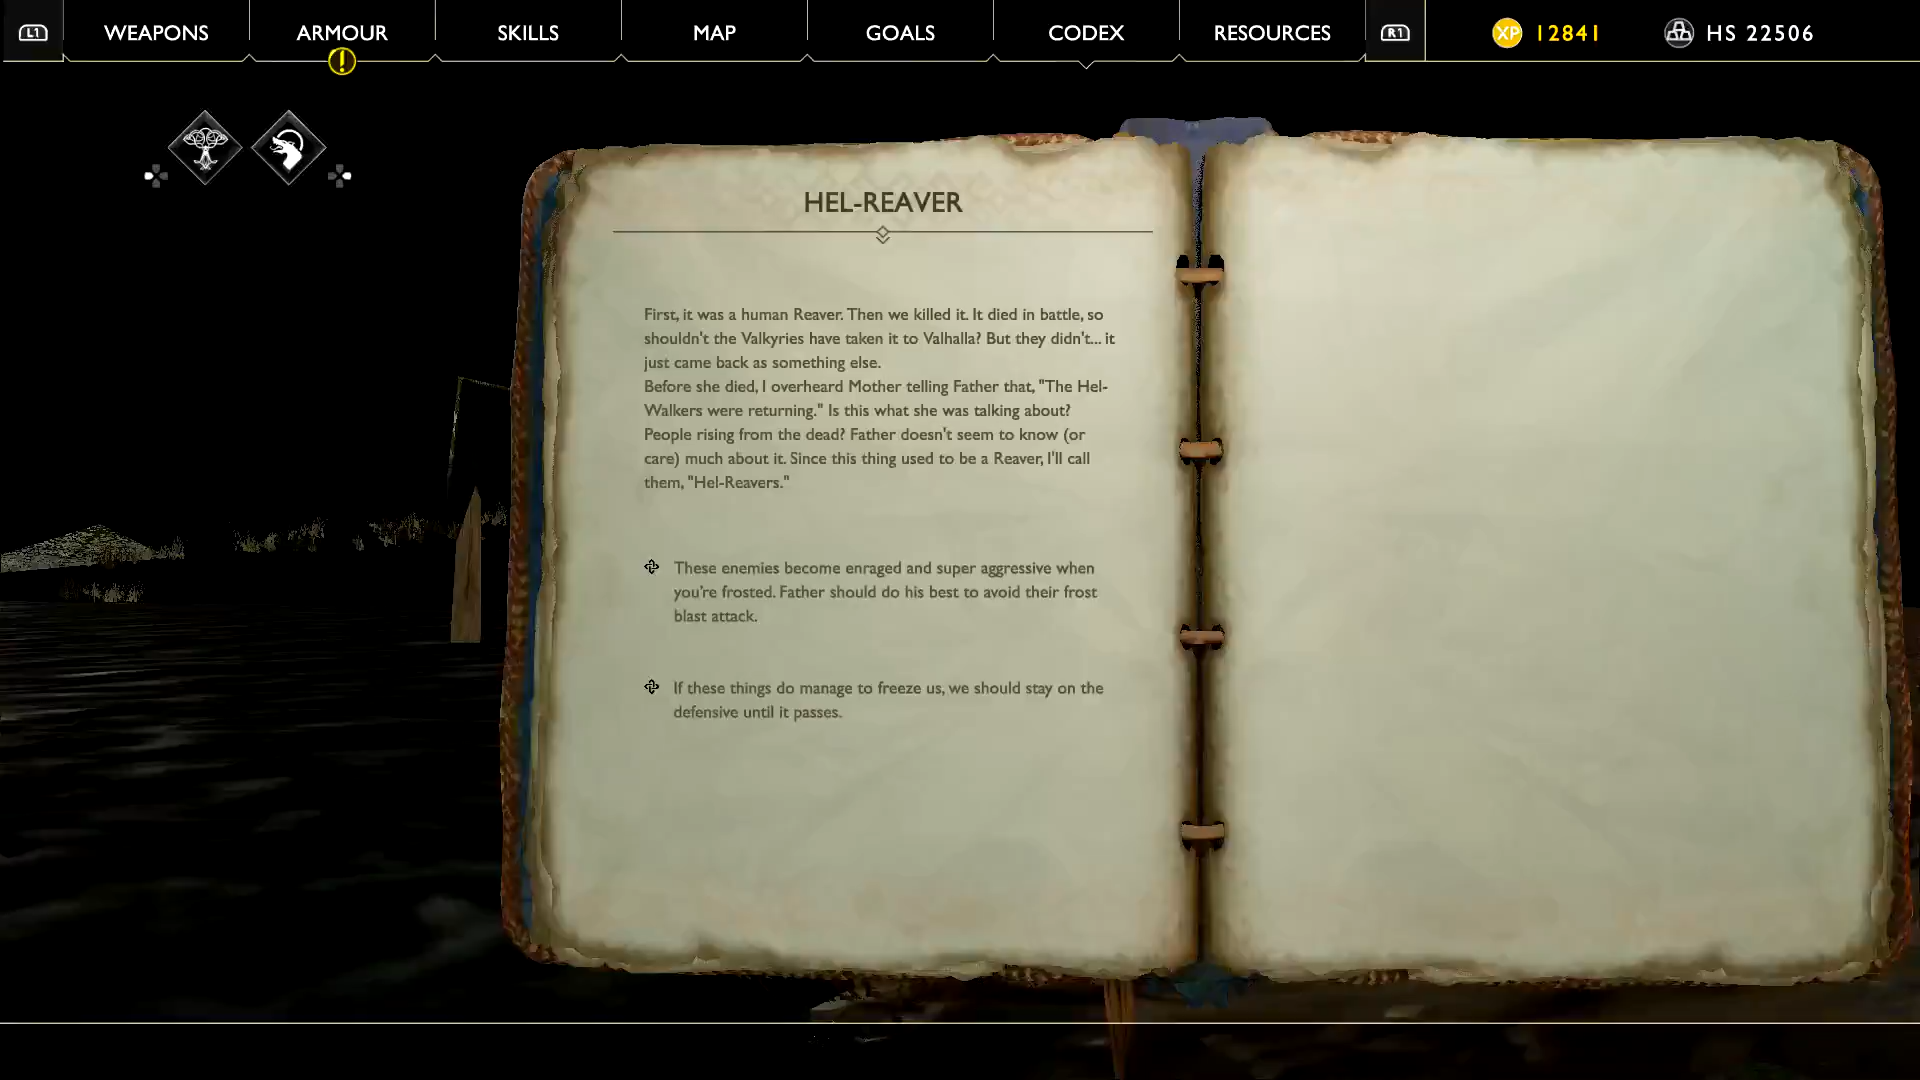 L1
WEAPONS
ARMOUR
SKILLS
MAP
GOALS
CODEX
RESOURCES
R1
XP 12841
HS 22506
!
HEL-REAVER
First, it was a human Reaver. Then we killed it. It died in battle, so
shouldn't the Valkyries have taken it to Valhalla? But they didn't... it
just came back as something else.
Before she died, I overheard Mother telling Father that, "The Hel-
Walkers were returning." Is this what she was talking about?
People rising from the dead? Father doesn't seem to know (or
care) much about it. Since this thing used to be a Reaver, I'll call
them, "Hel-Reavers."
These enemies become enraged and super aggressive when
you're frosted. Father should do his best to avoid their frost
blast attack.
If these things do manage to freeze us, we should stay on the
defensive until it passes.